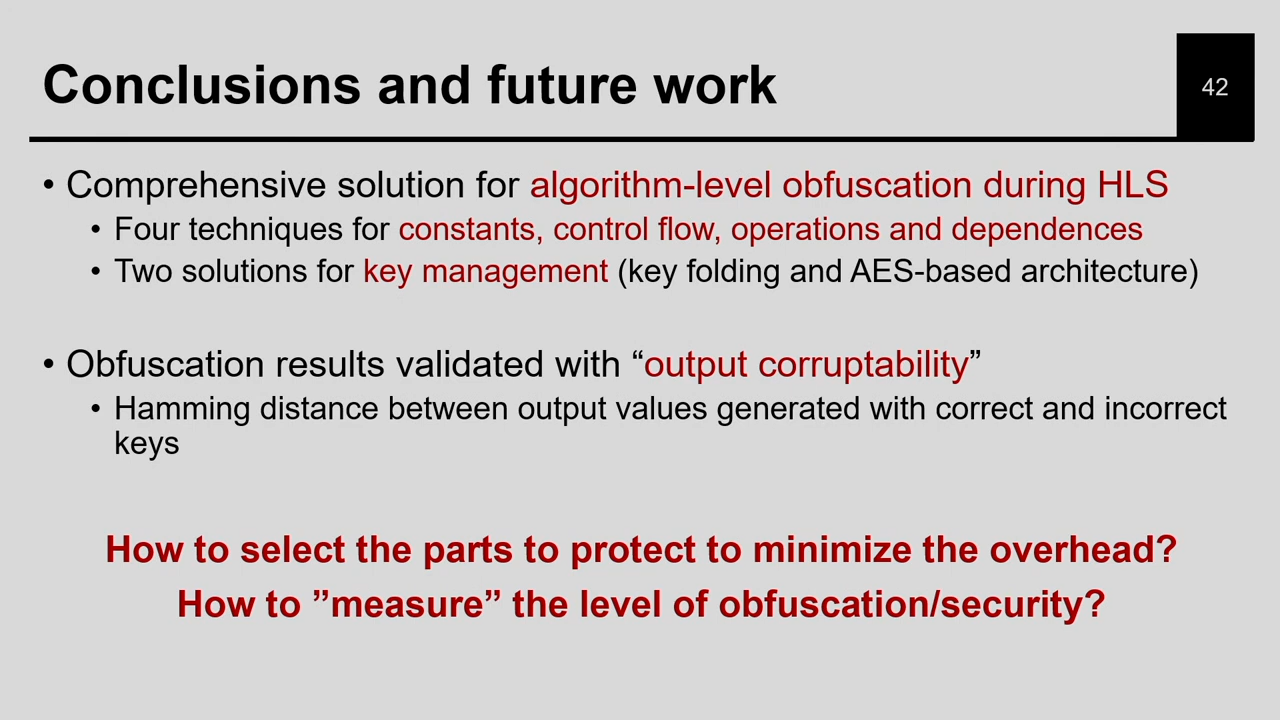 Conclusions and future work
42
• Comprehensive solution for algorithm-level obfuscation during HLS
• Four techniques for constants, control flow, operations and dependences
• Two solutions for key management (key folding and AES-based architecture)
• Obfuscation results validated with “output corruptability”
• Hamming distance between output values generated with correct and incorrect
keys
How to select the parts to protect to minimize the overhead?
How to ”measure” the level of obfuscation/security?